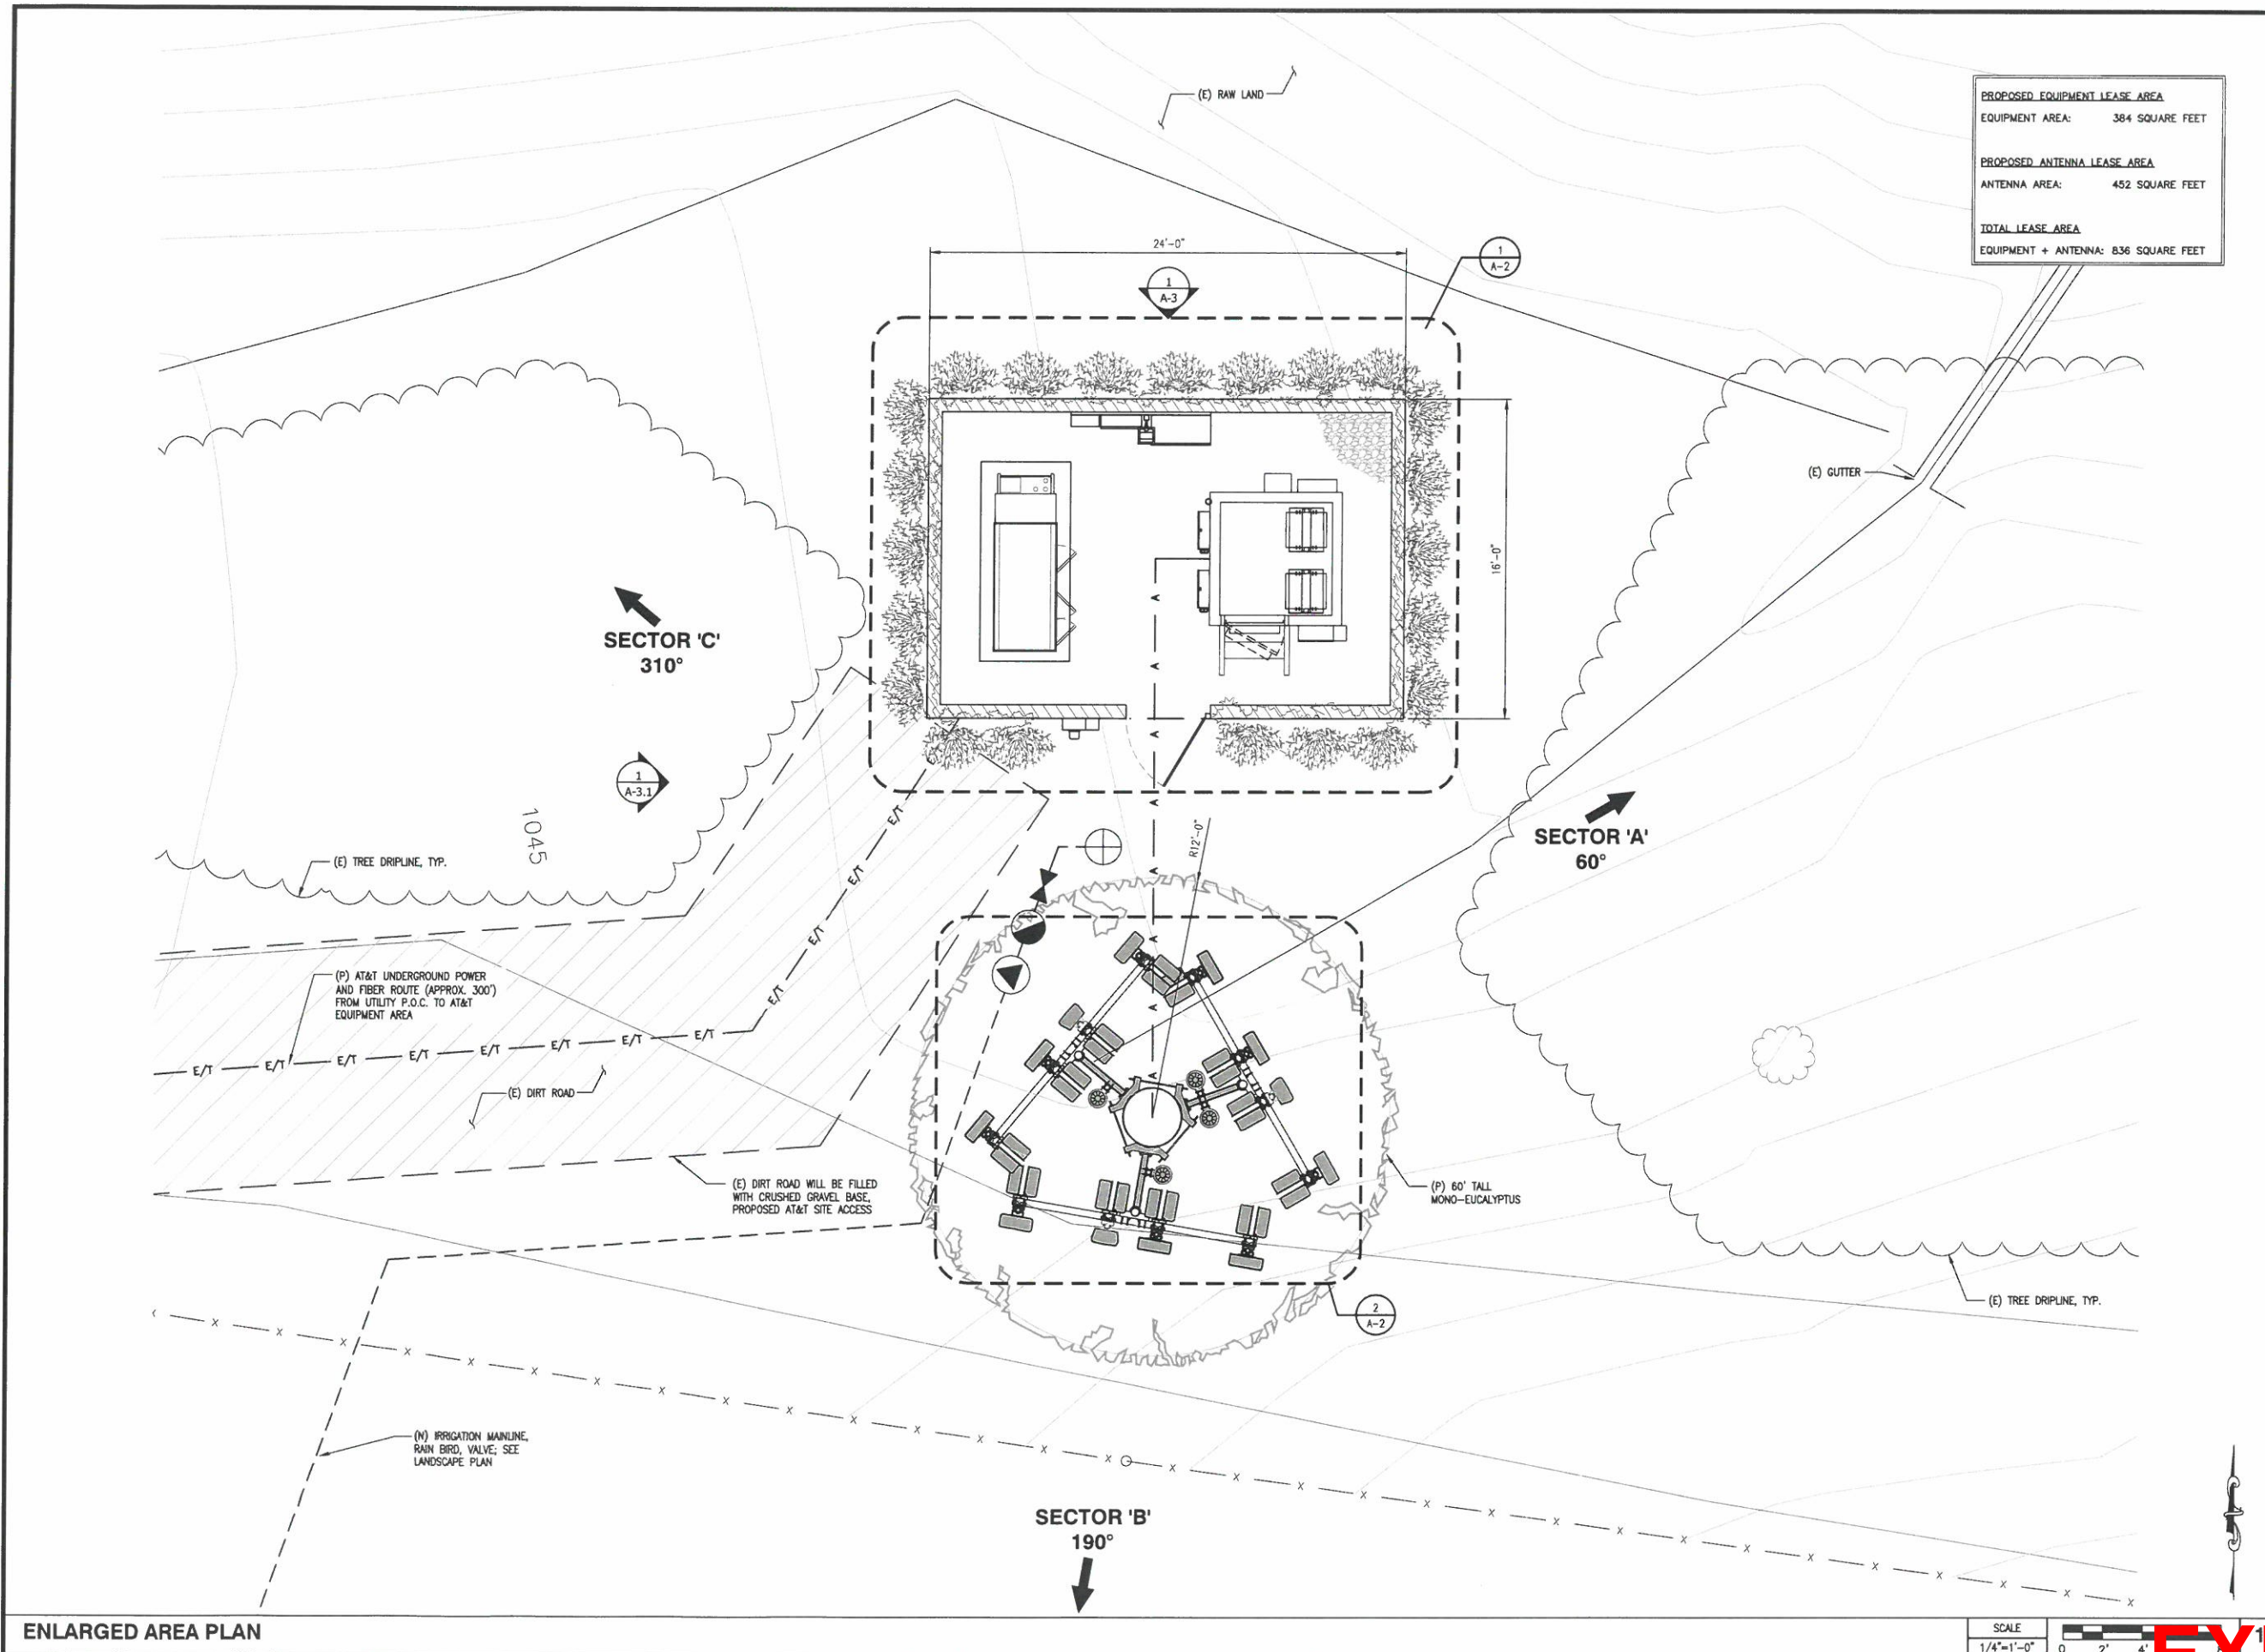 (E) RAW LAND
PROPOSED EQUIPMENT LEASE AREA
EQUIPMENT AREA: 384 SQUARE FEET
PROPOSED ANTENNA LEASE AREA
ANTENNA AREA: 452 SQUARE FEET
TOTAL LEASE AREA
EQUIPMENT + ANTENNA: 836 SQUARE FEET
24'-0"
1
A-2
1
A-3
(E) GUTTER
16'-0"
A
A
A
A
A
A
A
A
A
A
A
SECTOR 'C'
310°
1
A-3.1
1045
(E) TREE DRIPLINE, TYP.
SECTOR 'A'
60°
R12'-0"
E/T
E/T
E/T
E/T
E/T
(P) AT&T UNDERGROUND POWER
AND FIBER ROUTE (APPROX. 300')
FROM UTILITY P.O.C. TO AT&T
EQUIPMENT AREA
E/T E/T E/T E/T E/T E/T E/T E/T
(E) DIRT ROAD
(E) DIRT ROAD WILL BE FILLED
WITH CRUSHED GRAVEL BASE,
PROPOSED AT&T SITE ACCESS
(P) 60' TALL
MONO-EUCALYPTUS
2
A-2
(E) TREE DRIPLINE, TYP.
X X X X X X X X X X X X X X X X X X X X X X X X X X X X X X
(N) IRRIGATION MAINLINE,
RAIN BIRD, VALVE; SEE
LANDSCAPE PLAN
SECTOR 'B'
190°
ENLARGED AREA PLAN
SCALE
1/4"=1'-0"
0 2' 4'
1